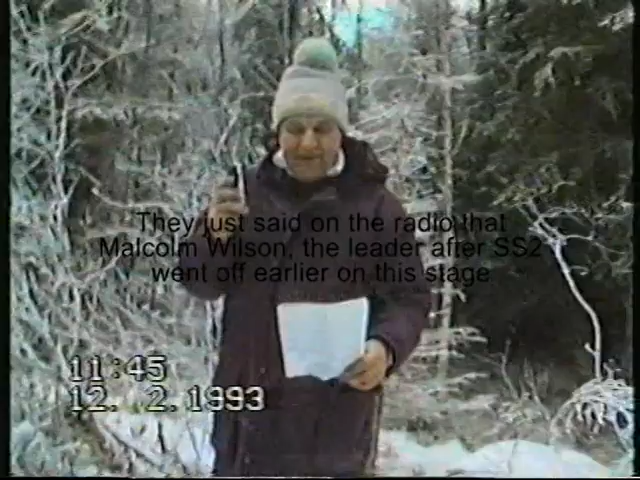 They just said on the radio that
Malcolm Wilson, the leader after SS2
went off earlier on this stage
11:45
12. 2.1993